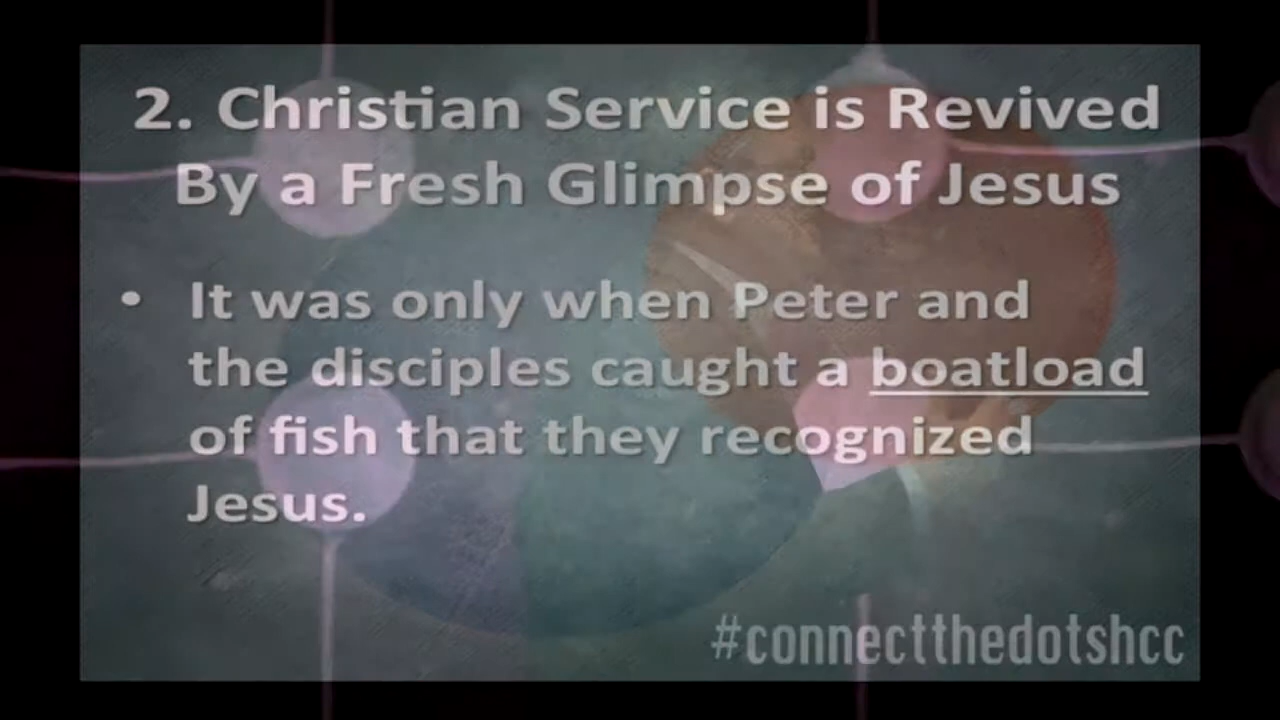 2. Christian Service is Revived
By a Fresh Glimpse of Jesus
• It was only when Peter and
the disciples caught a boatload
of fish that they recognized
Jesus.
#connectthedotshcc